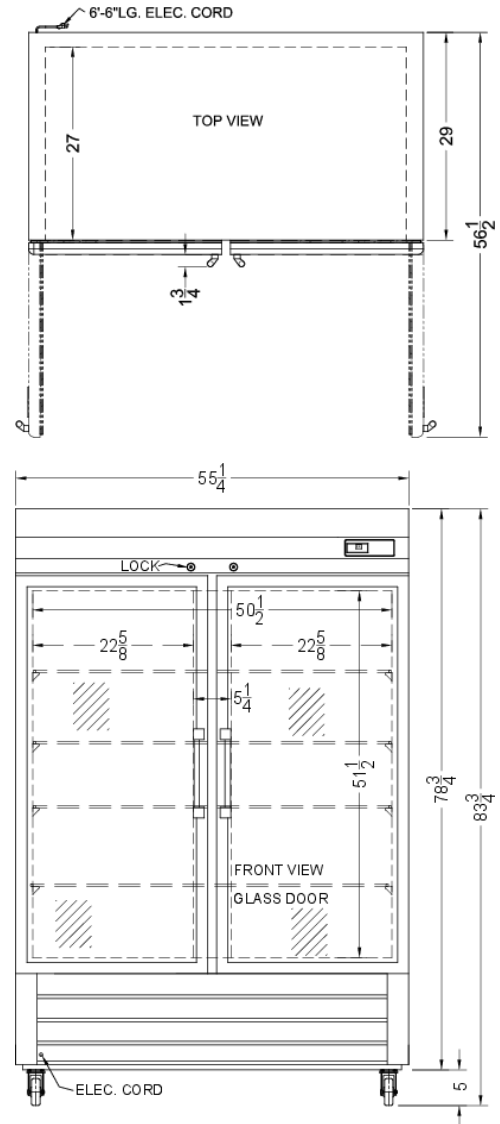 6'-6"LG. ELEC. CORD
TOP VIEW
27
29
56 1/2
1 3/4
55 1/4
LOCK
50 1/2
22 5/8
22 5/8
5 1/4
51 1/2
78 3/4
83 3/4
FRONT VIEW
GLASS DOOR
5
ELEC. CORD